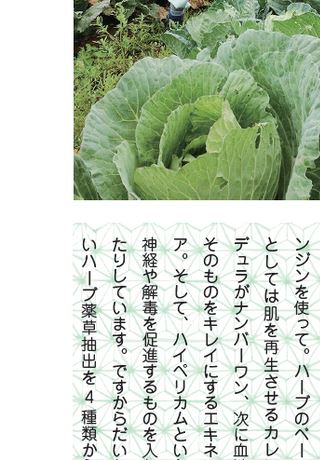 ンジンを使って。ハーブのベー
としては肌を再生させるカレ
デュラがナンバーワン、次に血
そのものをキレイにするエキネ
ア。そして、ハイペリカムとい
神経や解毒を促進するものを入
たりしています。ですからだい
いハーブ薬草抽出を4種類か